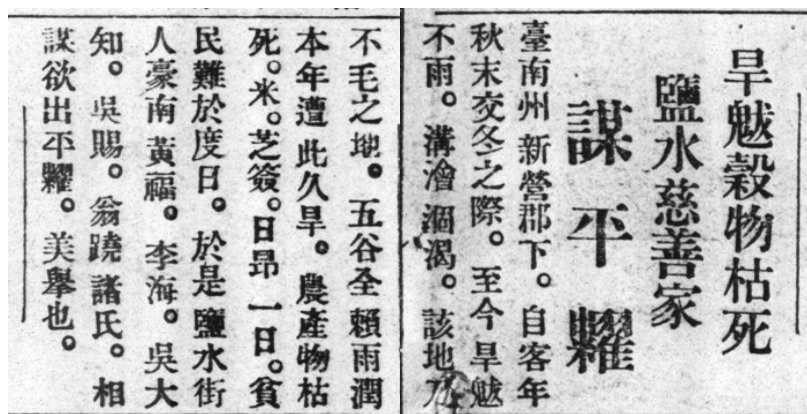 旱魃穀物枯死
鹽水慈善家
謀平糶
臺南州新營郡下。自客年
秋末交冬之際。至今旱魃
不雨。溝澮涸渴。該地乃
不毛之地。五谷全賴雨潤
本年遭此久旱。農產物枯
死。米。芝簽。日昂一日。貧
民難於度日。於是鹽水街
人豪南黃福。李海。吳大
知。吳賜。翁蹺諸氏。相
謀欲出平糶。美舉也。